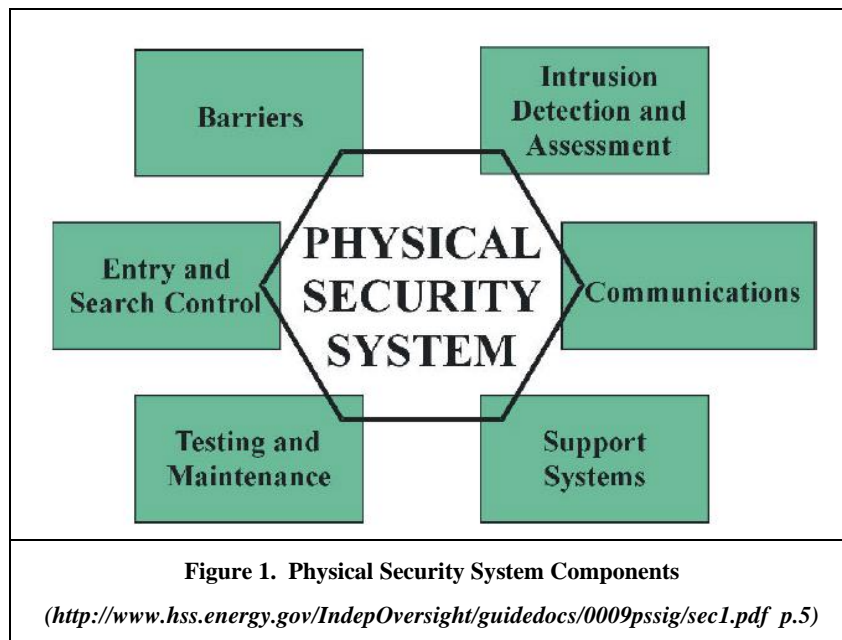 Barriers
Intrusion
Detection and
Assessment
Entry and
Search Control
PHYSICAL
SECURITY
SYSTEM
Communications
Testing and
Maintenance
Support
Systems
Figure 1. Physical Security System Components
(http://www.hss.energy.gov/IndepOversight/guidedocs/0009pssig/sec1.pdf p.5)